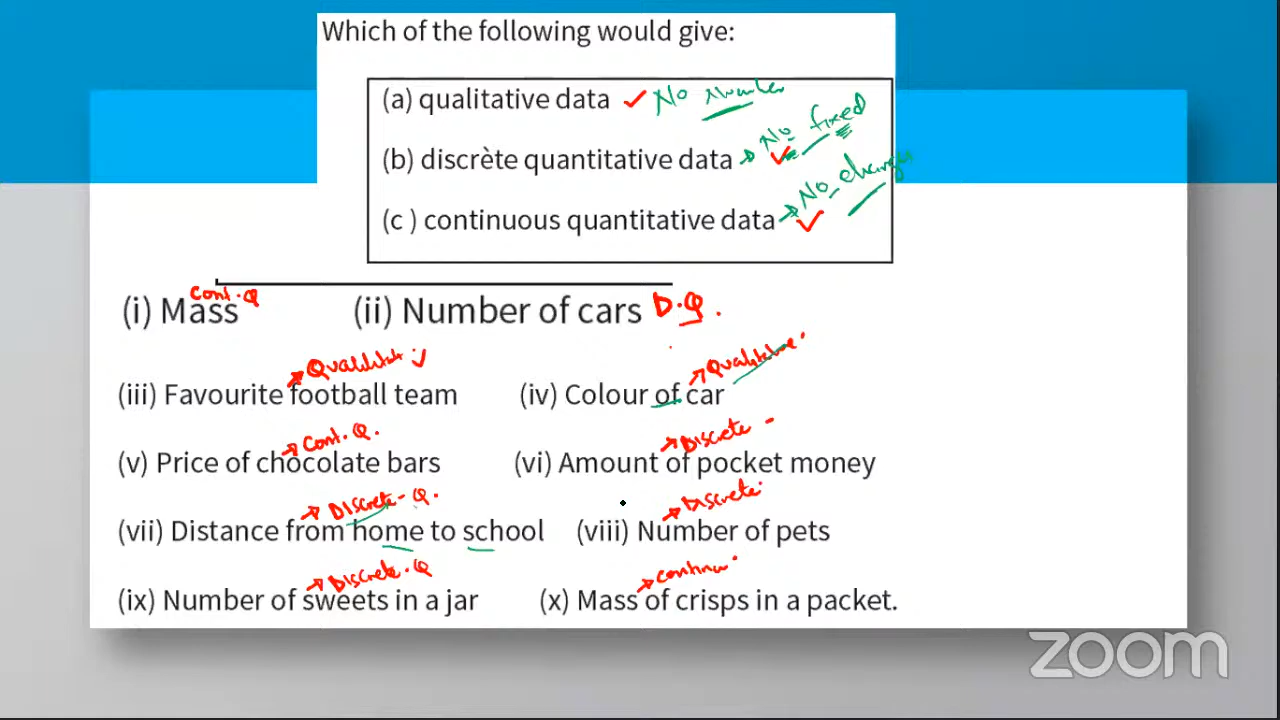 Which of the following would give:
(a) qualitative data ✓ No number
(b) discrète quantitative data → No fixed ✓
(c ) continuous quantitative data → No changes ✓
(i) Mass Cont. Q (ii) Number of cars D.Q.
→ Qualitative ✓ → Qualitative.
(iii) Favourite football team (iv) Colour of car
→ Cont. Q. → Discrete -
(v) Price of chocolate bars (vi) Amount of pocket money
→ Discrete - Q. → Discrete.
(vii) Distance from home to school (viii) Number of pets
→ Discrete. Q → continu.
(ix) Number of sweets in a jar (x) Mass of crisps in a packet.
zoom